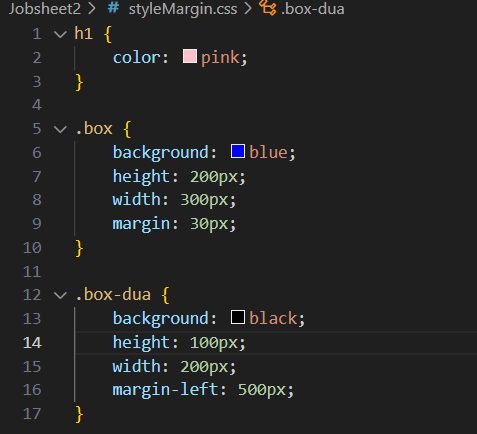 Jobsheet2 > # styleMargin.css > .box-dua
1 h1 {
2 color: pink;
3 }
4
5 .box {
6 background: blue;
7 height: 200px;
8 width: 300px;
9 margin: 30px;
10 }
11
12 .box-dua {
13 background: black;
14 height: 100px;
15 width: 200px;
16 margin-left: 500px;
17 }